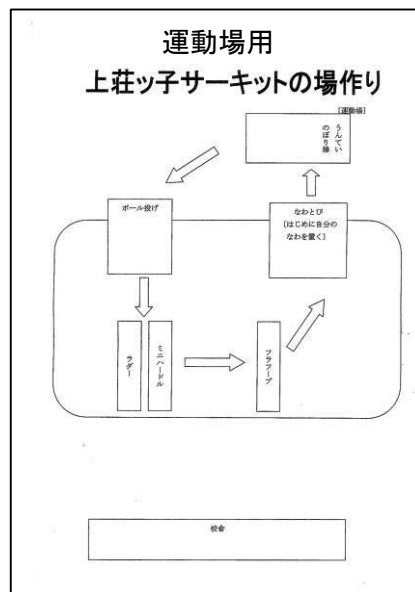 運動場用
上荘ッ子サーキットの場作り
[運動場]
うんてい
のぼり棒
ボール投げ
なわとび
(はじめに自分の
なわを置く)
ラダー
ミニハードル
フラフープ
校舎